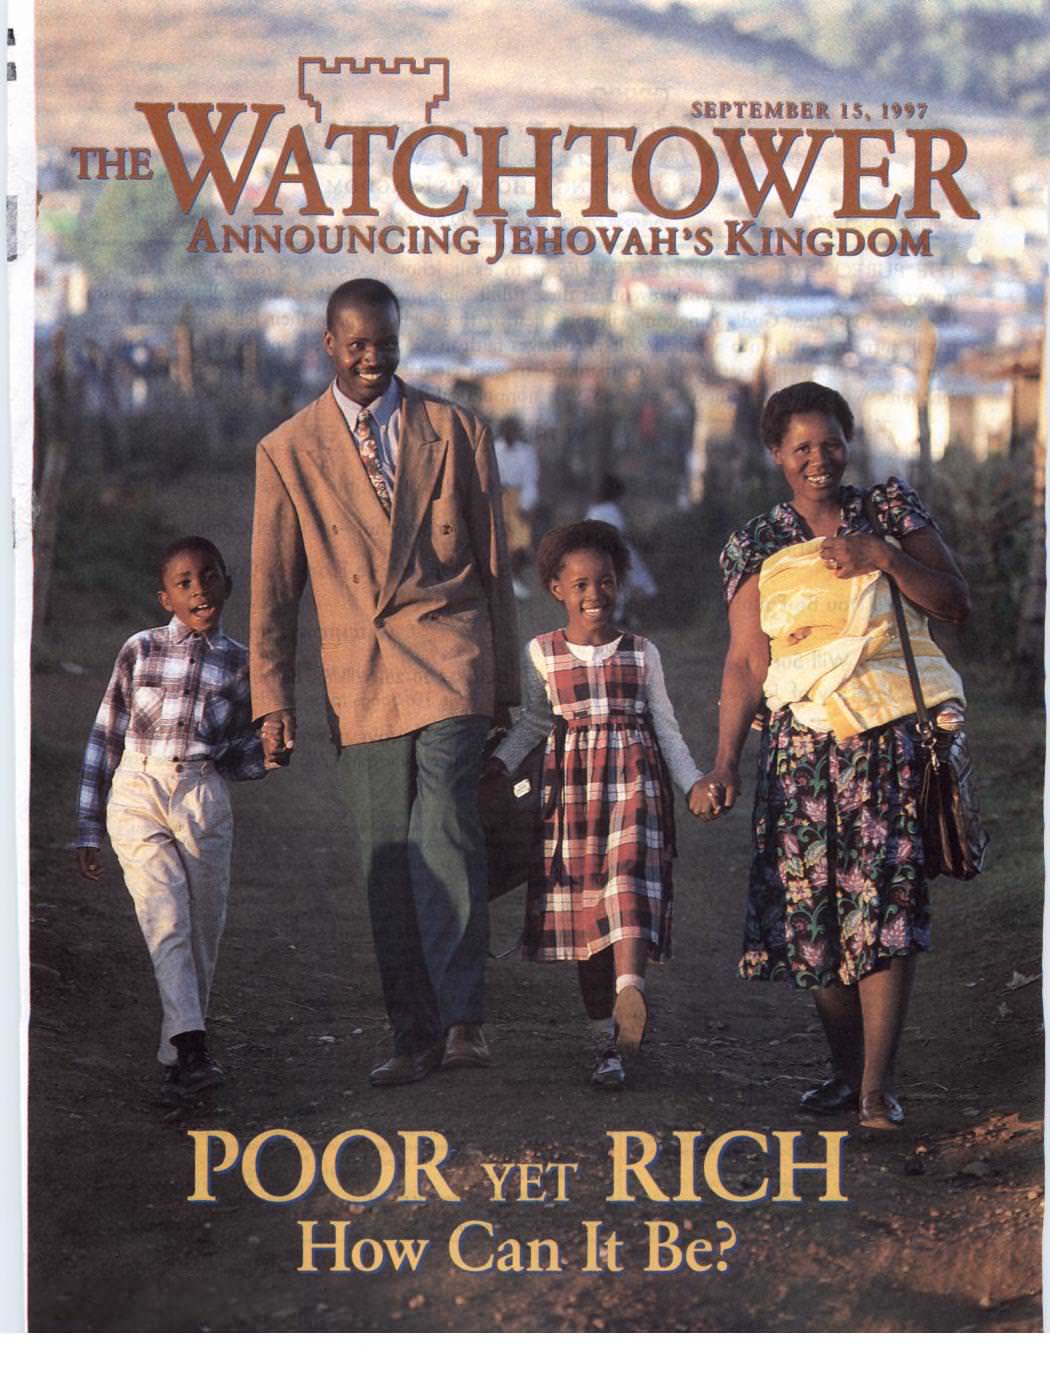 SEPTEMBER 15, 1997
THE WATCHTOWER
ANNOUNCING JEHOVAH'S KINGDOM
POOR YET RICH
How Can It Be?